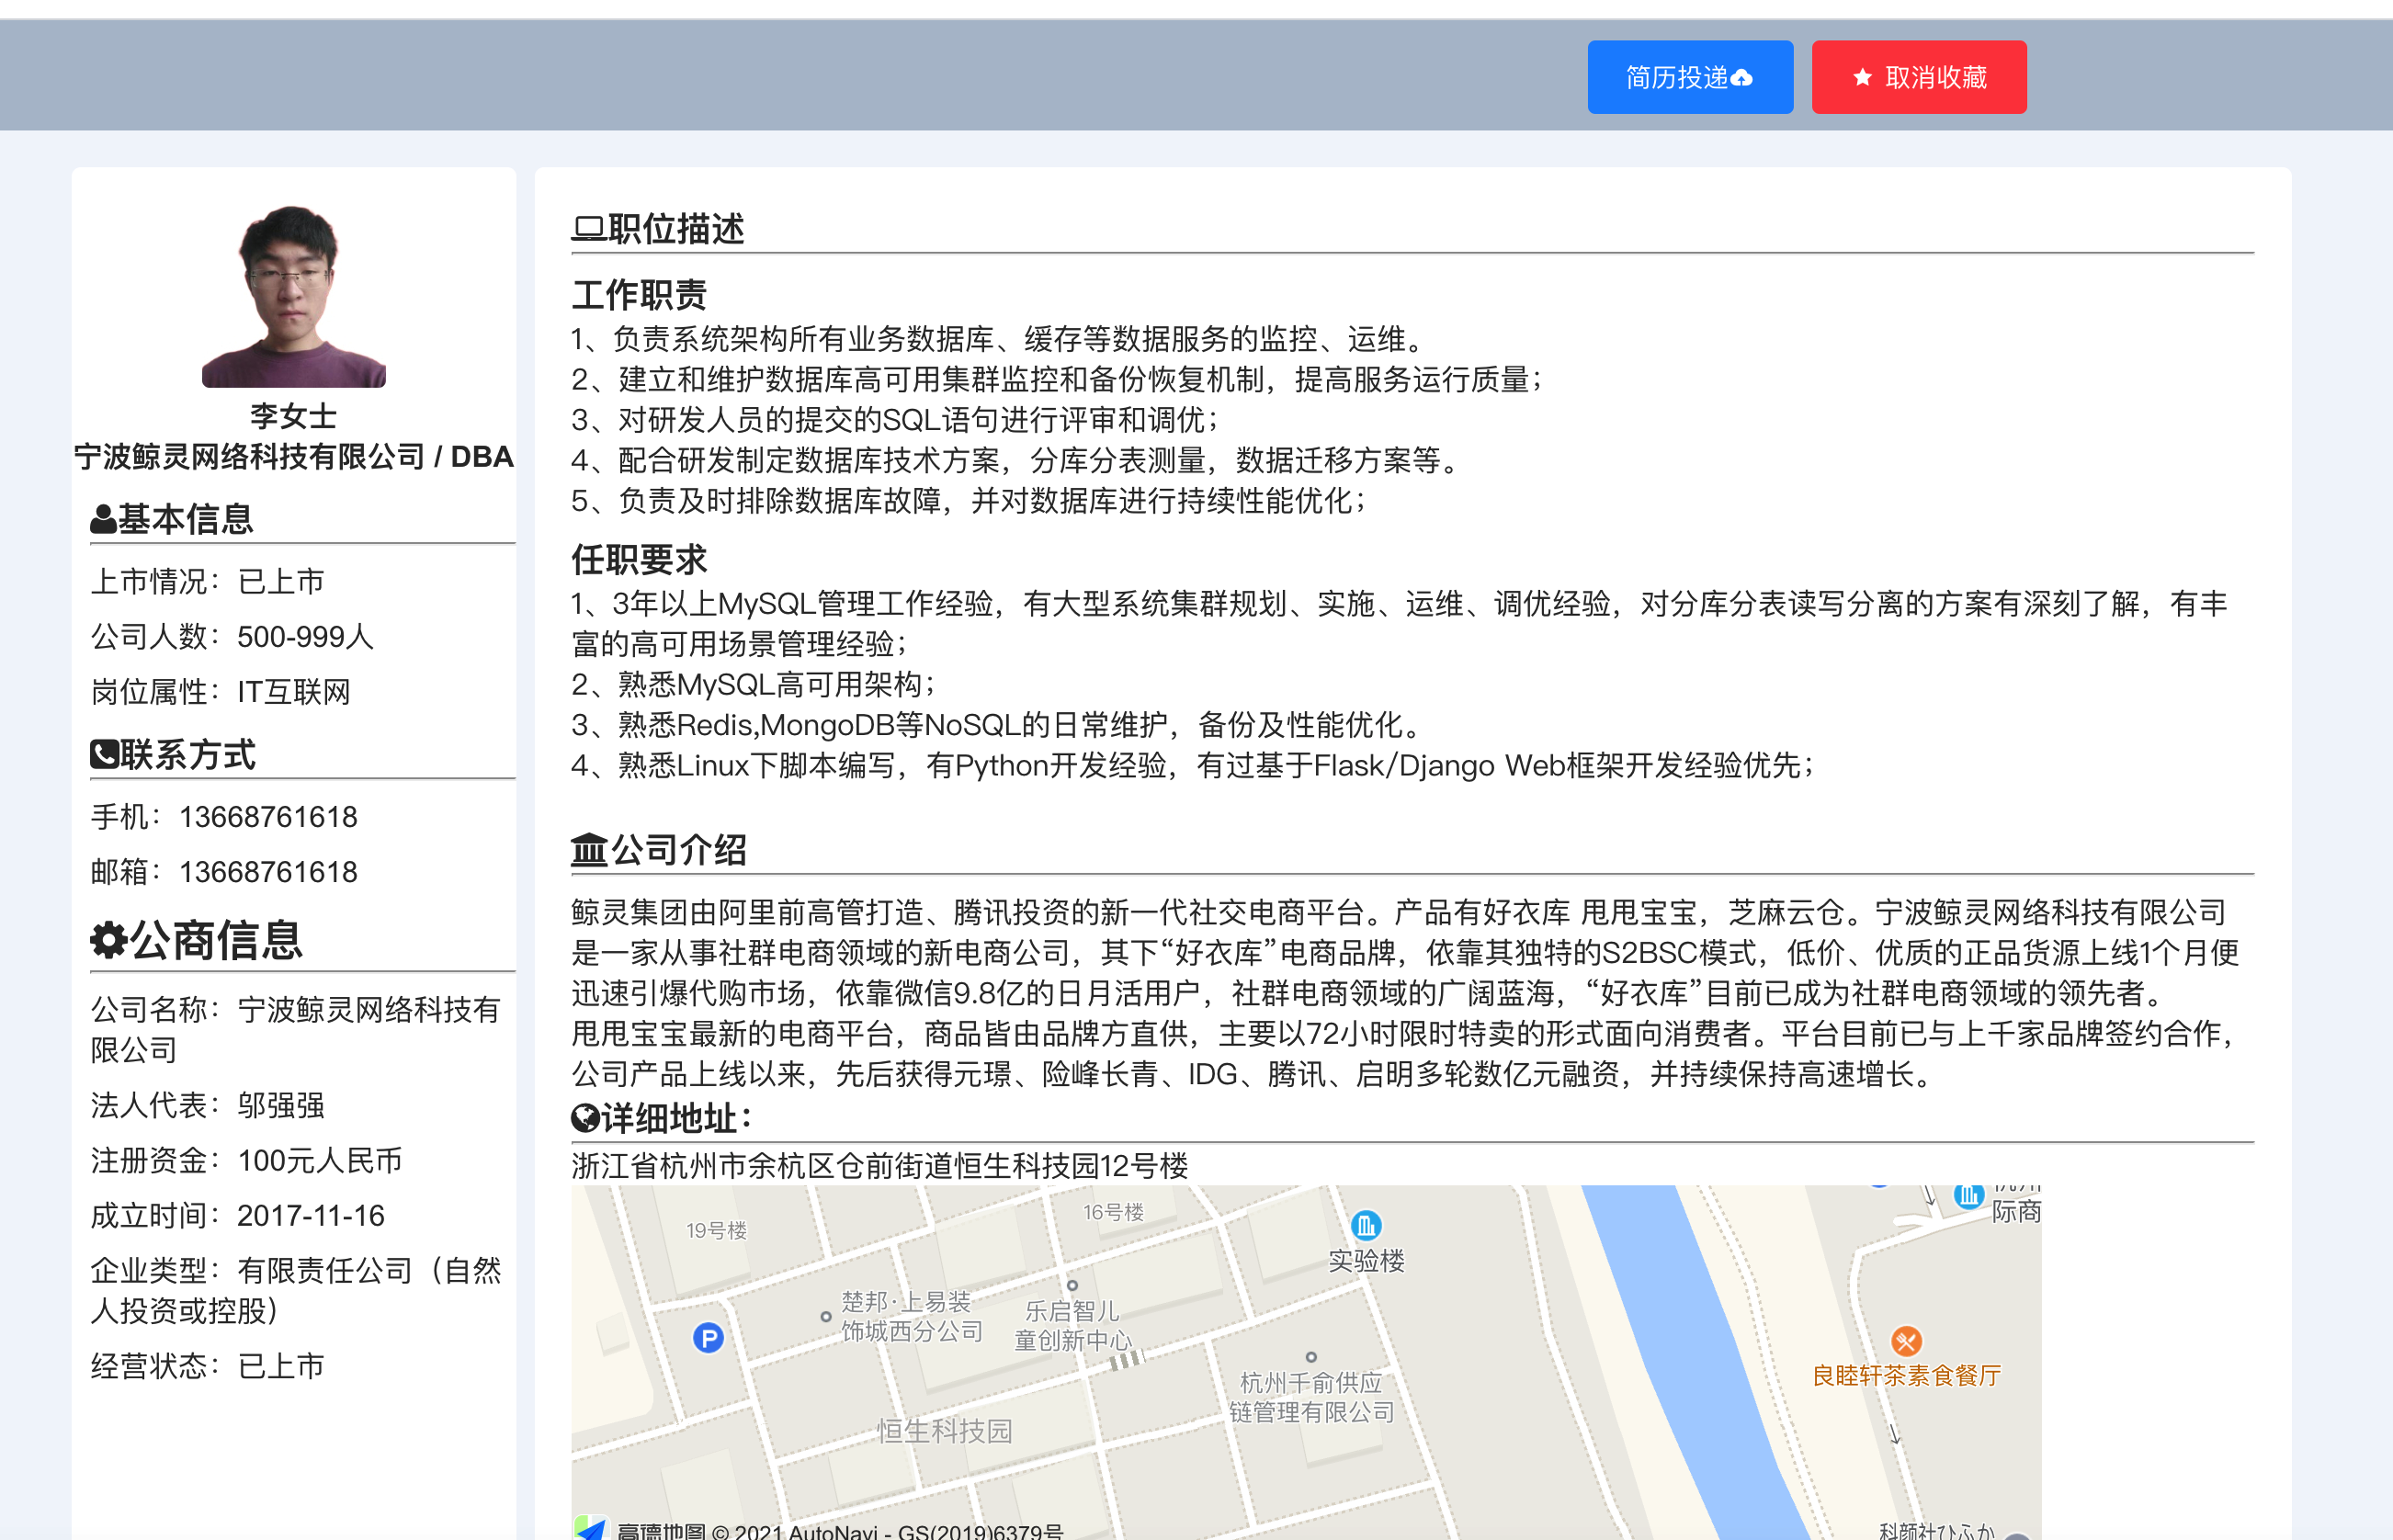 简历投递
取消收藏
李女士
宁波鲸灵网络科技有限公司 / DBA
基本信息
上市情况：已上市
公司人数：500-999人
岗位属性：IT互联网
联系方式
手机：13668761618
邮箱：13668761618
公商信息
公司名称：宁波鲸灵网络科技有
限公司
法人代表：邬强强
注册资金：100元人民币
成立时间：2017-11-16
企业类型：有限责任公司（自然
人投资或控股）
经营状态：已上市
职位描述
工作职责
1、负责系统架构所有业务数据库、缓存等数据服务的监控、运维。
2、建立和维护数据库高可用集群监控和备份恢复机制，提高服务运行质量；
3、对研发人员的提交的SQL语句进行评审和调优；
4、配合研发制定数据库技术方案，分库分表测量，数据迁移方案等。
5、负责及时排除数据库故障，并对数据库进行持续性能优化；
任职要求
1、3年以上MySQL管理工作经验，有大型系统集群规划、实施、运维、调优经验，对分库分表读写分离的方案有深刻了解，有丰
富的高可用场景管理经验；
2、熟悉MySQL高可用架构；
3、熟悉Redis,MongoDB等NoSQL的日常维护，备份及性能优化。
4、熟悉Linux下脚本编写，有Python开发经验，有过基于Flask/Django Web框架开发经验优先；
公司介绍
鲸灵集团由阿里前高管打造、腾讯投资的新一代社交电商平台。产品有好衣库 甩甩宝宝，芝麻云仓。宁波鲸灵网络科技有限公司
是一家从事社群电商领域的新电商公司，其下“好衣库”电商品牌，依靠其独特的S2BSC模式，低价、优质的正品货源上线1个月便
迅速引爆代购市场，依靠微信9.8亿的日月活用户，社群电商领域的广阔蓝海，“好衣库”目前已成为社群电商领域的领先者。
甩甩宝宝最新的电商平台，商品皆由品牌方直供，主要以72小时限时特卖的形式面向消费者。平台目前已与上千家品牌签约合作，
公司产品上线以来，先后获得元璟、险峰长青、IDG、腾讯、启明多轮数亿元融资，并持续保持高速增长。
详细地址：
浙江省杭州市余杭区仓前街道恒生科技园12号楼
19号楼
16号楼
实验楼
际商
楚邦·上易装
饰城西分公司
乐启智儿
童创新中心
P
杭州千俞供应
链管理有限公司
良睦轩茶素食餐厅
恒生科技园
高德地图 © 2021 AutoNavi - GS(2019)6379号
科颜社ひふか